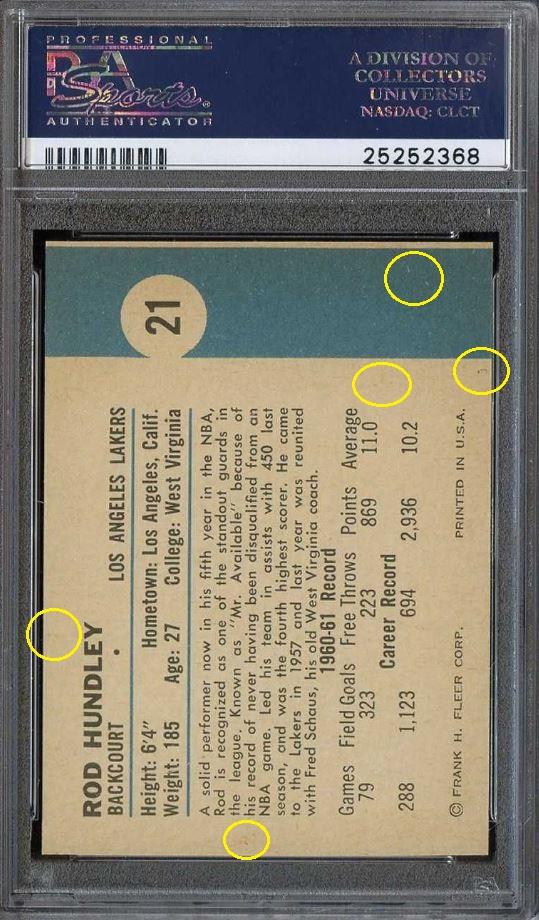 PROFESSIONAL
PSA
Sports®
AUTHENTICATOR
A DIVISION OF
COLLECTORS
UNIVERSE
NASDAQ: CLCT
25252368
21
ROD HUNDLEY
BACKCOURT • LOS ANGELES LAKERS
Height: 6'4" Hometown: Los Angeles, Calif.
Weight: 185 Age: 27 College: West Virginia
A solid performer now in his fifth year in the NBA,
Rod is recognized as one of the standout guards in
the league. Known as "Mr. Available" because of
his record of never having been disqualified from an
NBA game. Led his team in assists with 450 last
season, and was the fourth highest scorer. He came
to the Lakers in 1957 and last year was reunited
with Fred Schaus, his old West Virginia coach.
1960-61 Record
Games Field Goals Free Throws Points Average
79 323 223 869 11.0
Career Record
288 1,123 694 2,936 10.2
© FRANK H. FLEER CORP. PRINTED IN U.S.A.